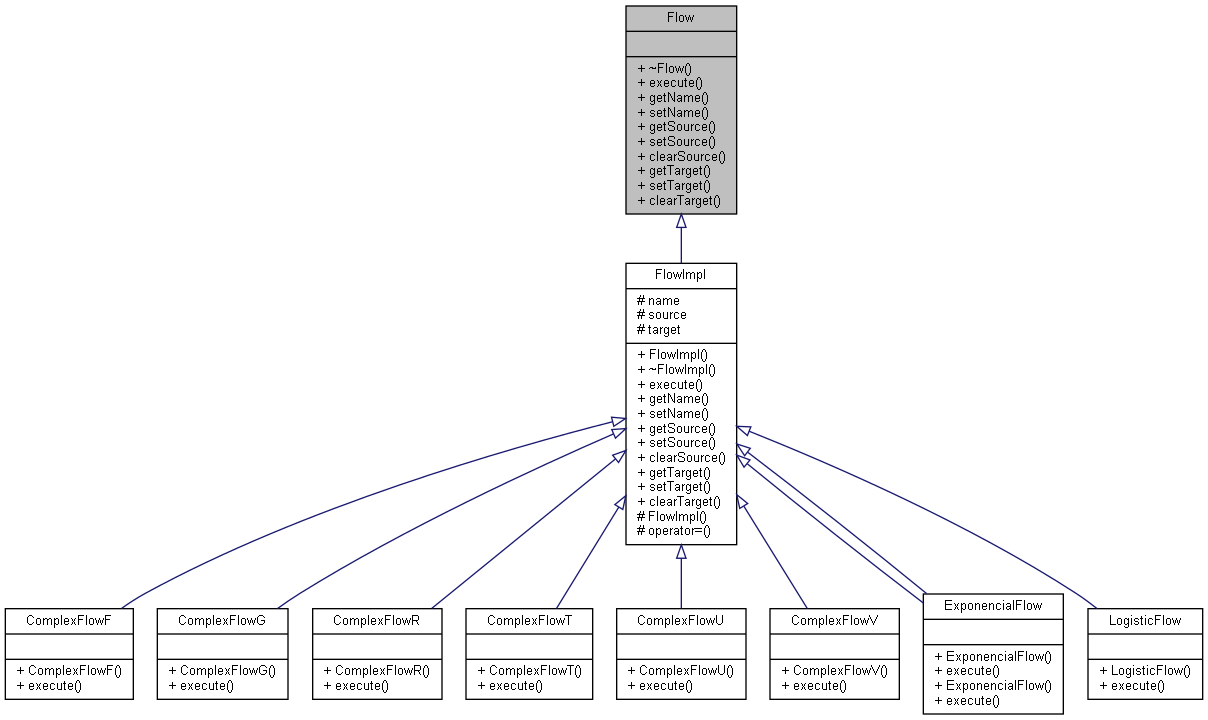 Flow
+ ~Flow()
+ execute()
+ getName()
+ setName()
+ getSource()
+ setSource()
+ clearSource()
+ getTarget()
+ setTarget()
+ clearTarget()
FlowImpl
# name
# source
# target
+ FlowImpl()
+ ~FlowImpl()
+ execute()
+ getName()
+ setName()
+ getSource()
+ setSource()
+ clearSource()
+ getTarget()
+ setTarget()
+ clearTarget()
# FlowImpl()
# operator=()
ComplexFlowF
+ ComplexFlowF()
+ execute()
ComplexFlowG
+ ComplexFlowG()
+ execute()
ComplexFlowR
+ ComplexFlowR()
+ execute()
ComplexFlowT
+ ComplexFlowT()
+ execute()
ComplexFlowU
+ ComplexFlowU()
+ execute()
ComplexFlowV
+ ComplexFlowV()
+ execute()
ExponencialFlow
+ ExponencialFlow()
+ execute()
+ ExponencialFlow()
+ execute()
LogisticFlow
+ LogisticFlow()
+ execute()